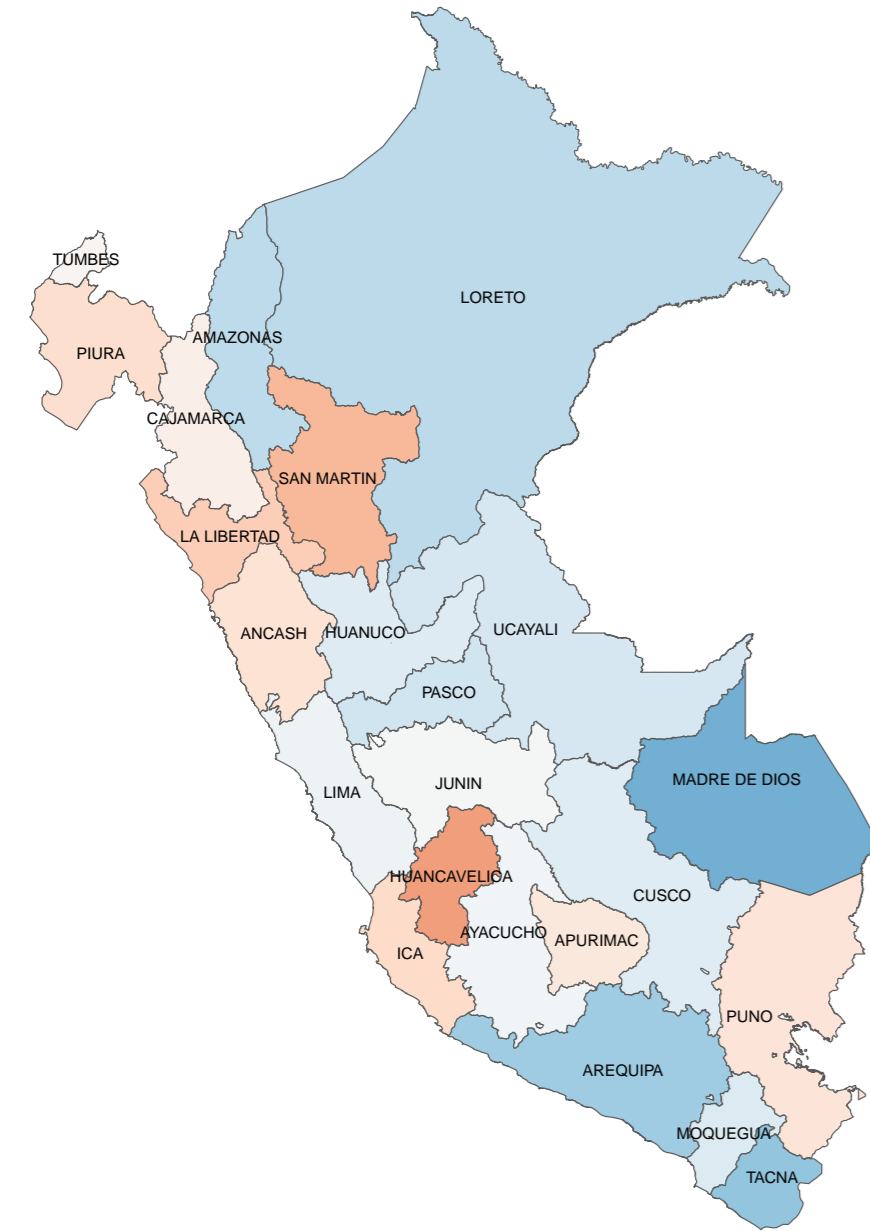 TUMBES
LORETO
AMAZONAS
PIURA
CAJAMARCA
SAN MARTIN
LA LIBERTAD
ANCASH
HUANUCO
UCAYALI
PASCO
MADRE DE DIOS
JUNIN
LIMA
HUANCAVELICA
CUSCO
AYACUCHO
APURIMAC
ICA
PUNO
AREQUIPA
MOQUEGUA
TACNA